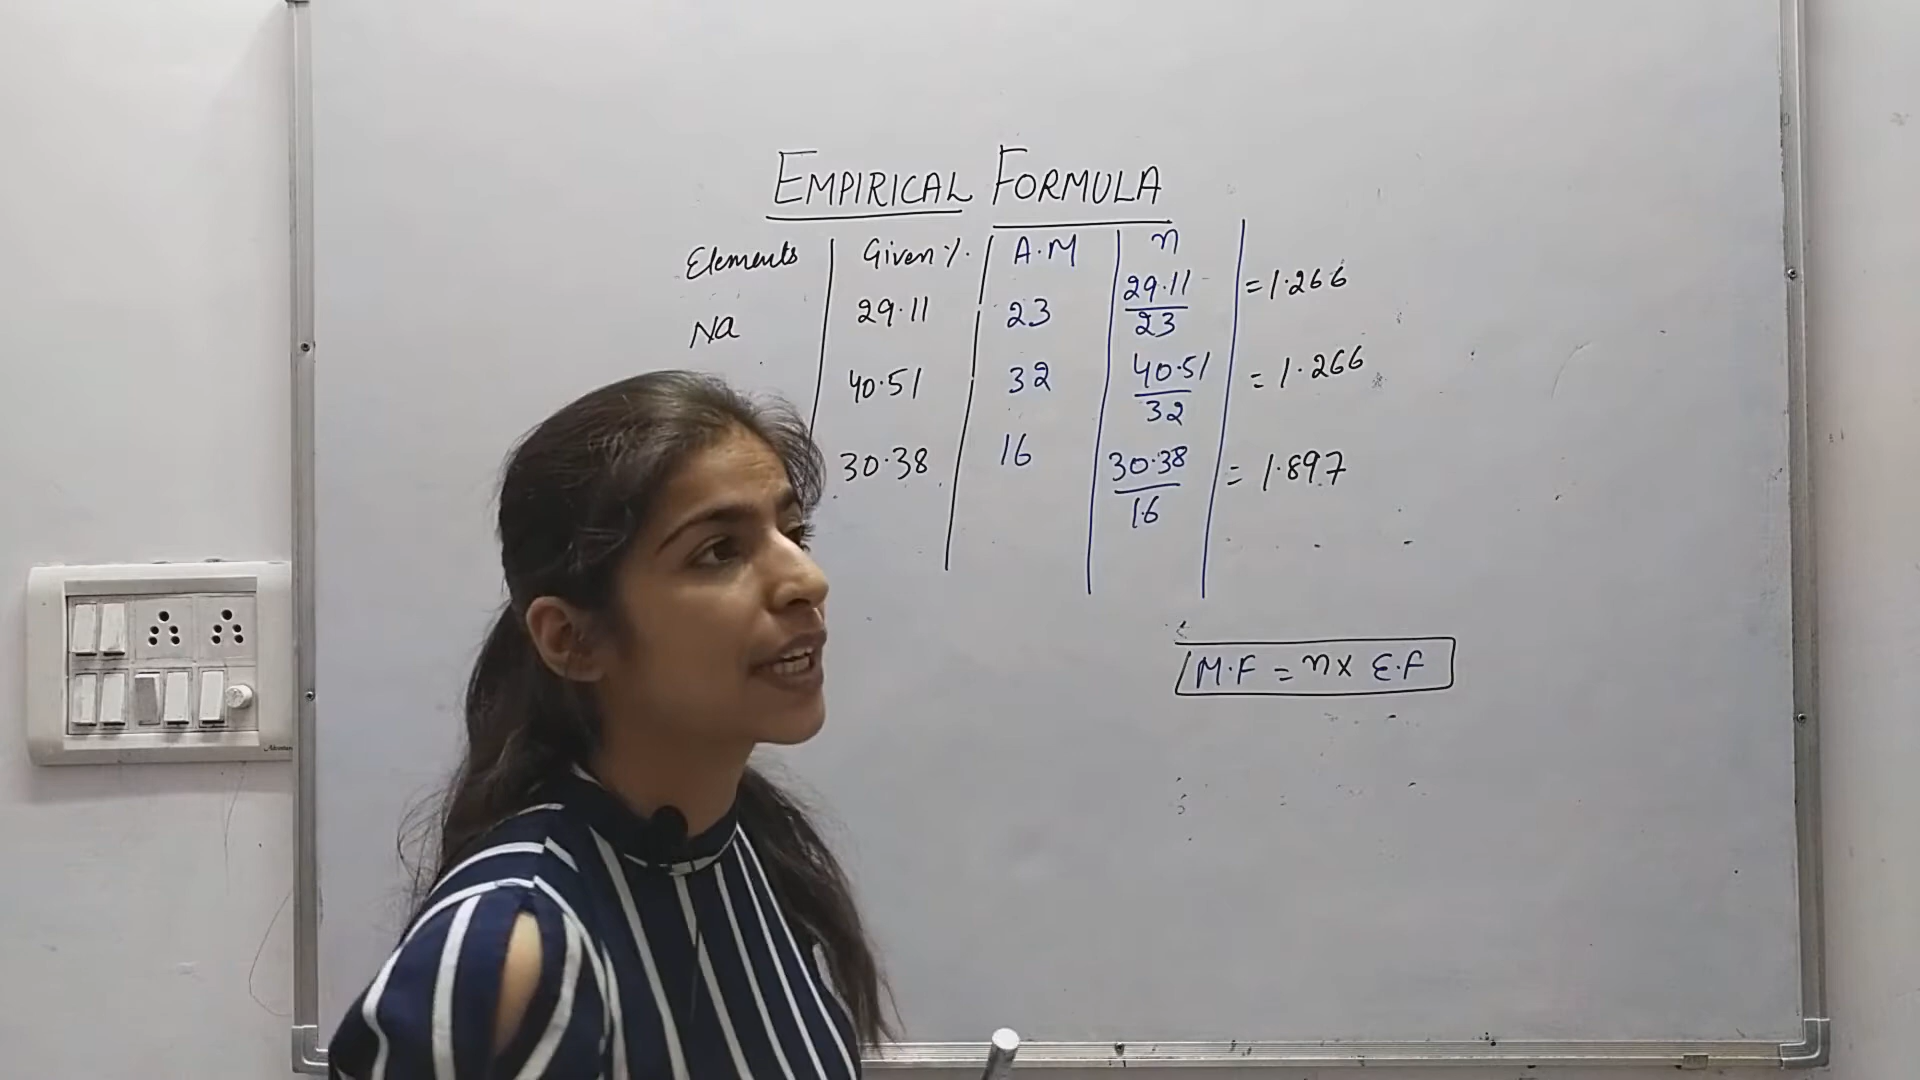 EMPIRICAL FORMULA
Elements Given %. A.M n
Na 29.11 23 29.11/23 = 1.266
40.51 32 40.51/32 = 1.266
30.38 16 30.38/16 = 1.897
M.F = n x E.F